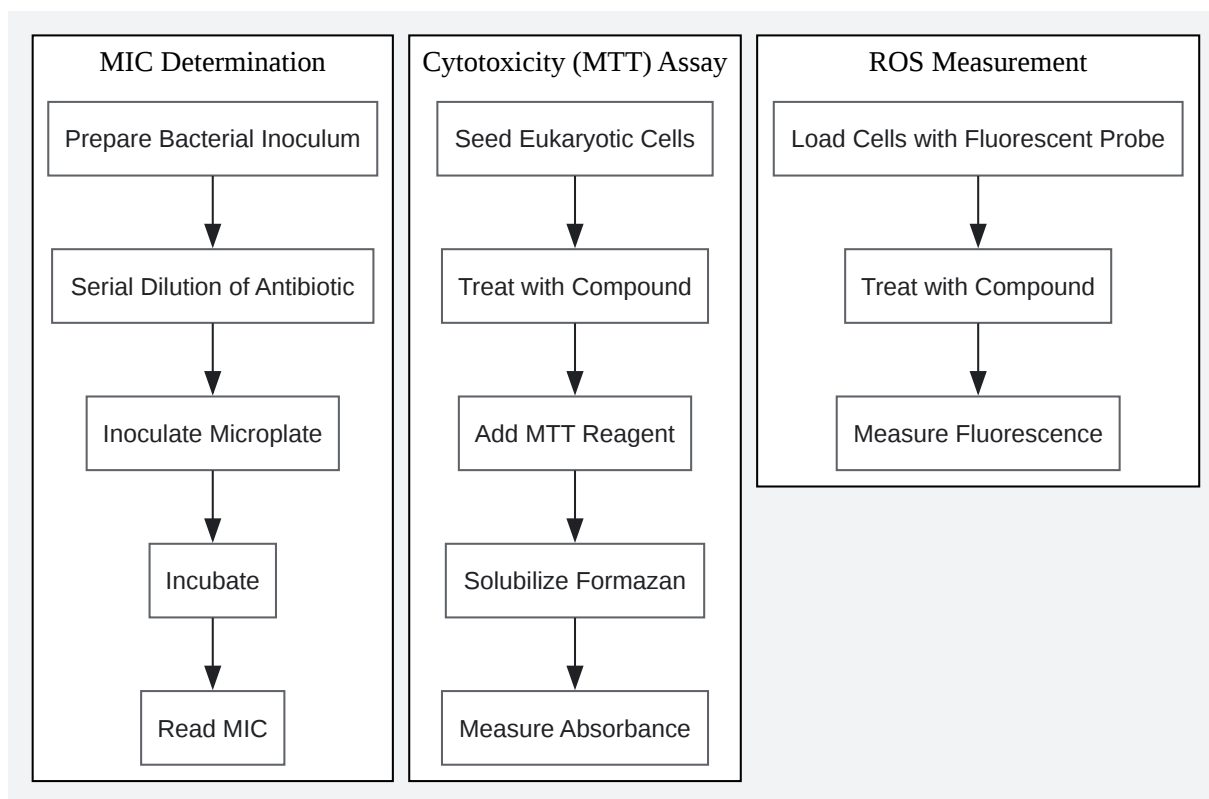 MIC Determination
Prepare Bacterial Inoculum
Serial Dilution of Antibiotic
Inoculate Microplate
Incubate
Read MIC
Cytotoxicity (MTT) Assay
Seed Eukaryotic Cells
Treat with Compound
Add MTT Reagent
Solubilize Formazan
Measure Absorbance
ROS Measurement
Load Cells with Fluorescent Probe
Treat with Compound
Measure Fluorescence